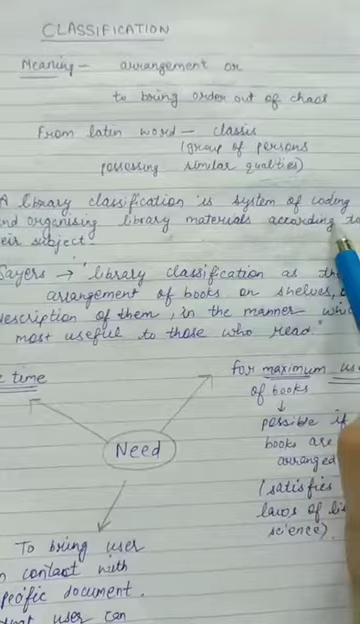 CLASSIFICATION
Meaning - arrangement or
to bring order out of chaos
From latin word - classis
(group of persons
possessing similar qualities)
A library classification is system of coding
and organising library materials according to
their subject.
Sayers → "library classification as the
arrangement of books on shelves,
description of them, in the manner which
most useful to those who read."
time
for maximum use
of books
↓
possible if
books are
arranged
(satisfies
laws of
science).
Need
To bring user
in contact with
specific document.
that user can